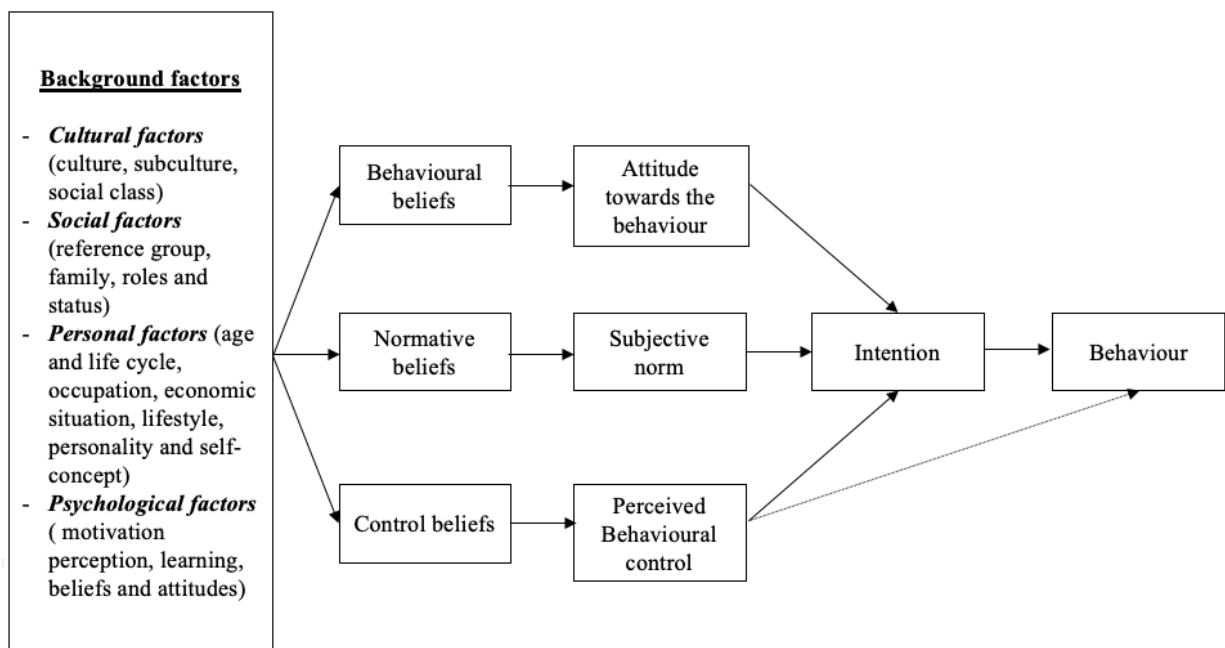 Background factors
- Cultural factors
(culture, subculture,
social class)
- Social factors
(reference group,
family, roles and
status)
- Personal factors (age
and life cycle,
occupation, economic
situation, lifestyle,
personality and self-
concept)
- Psychological factors
( motivation
perception, learning,
beliefs and attitudes)
Behavioural
beliefs
Attitude
towards the
behaviour
Normative
beliefs
Subjective
norm
Intention
Behaviour
Control beliefs
Perceived
Behavioural
control